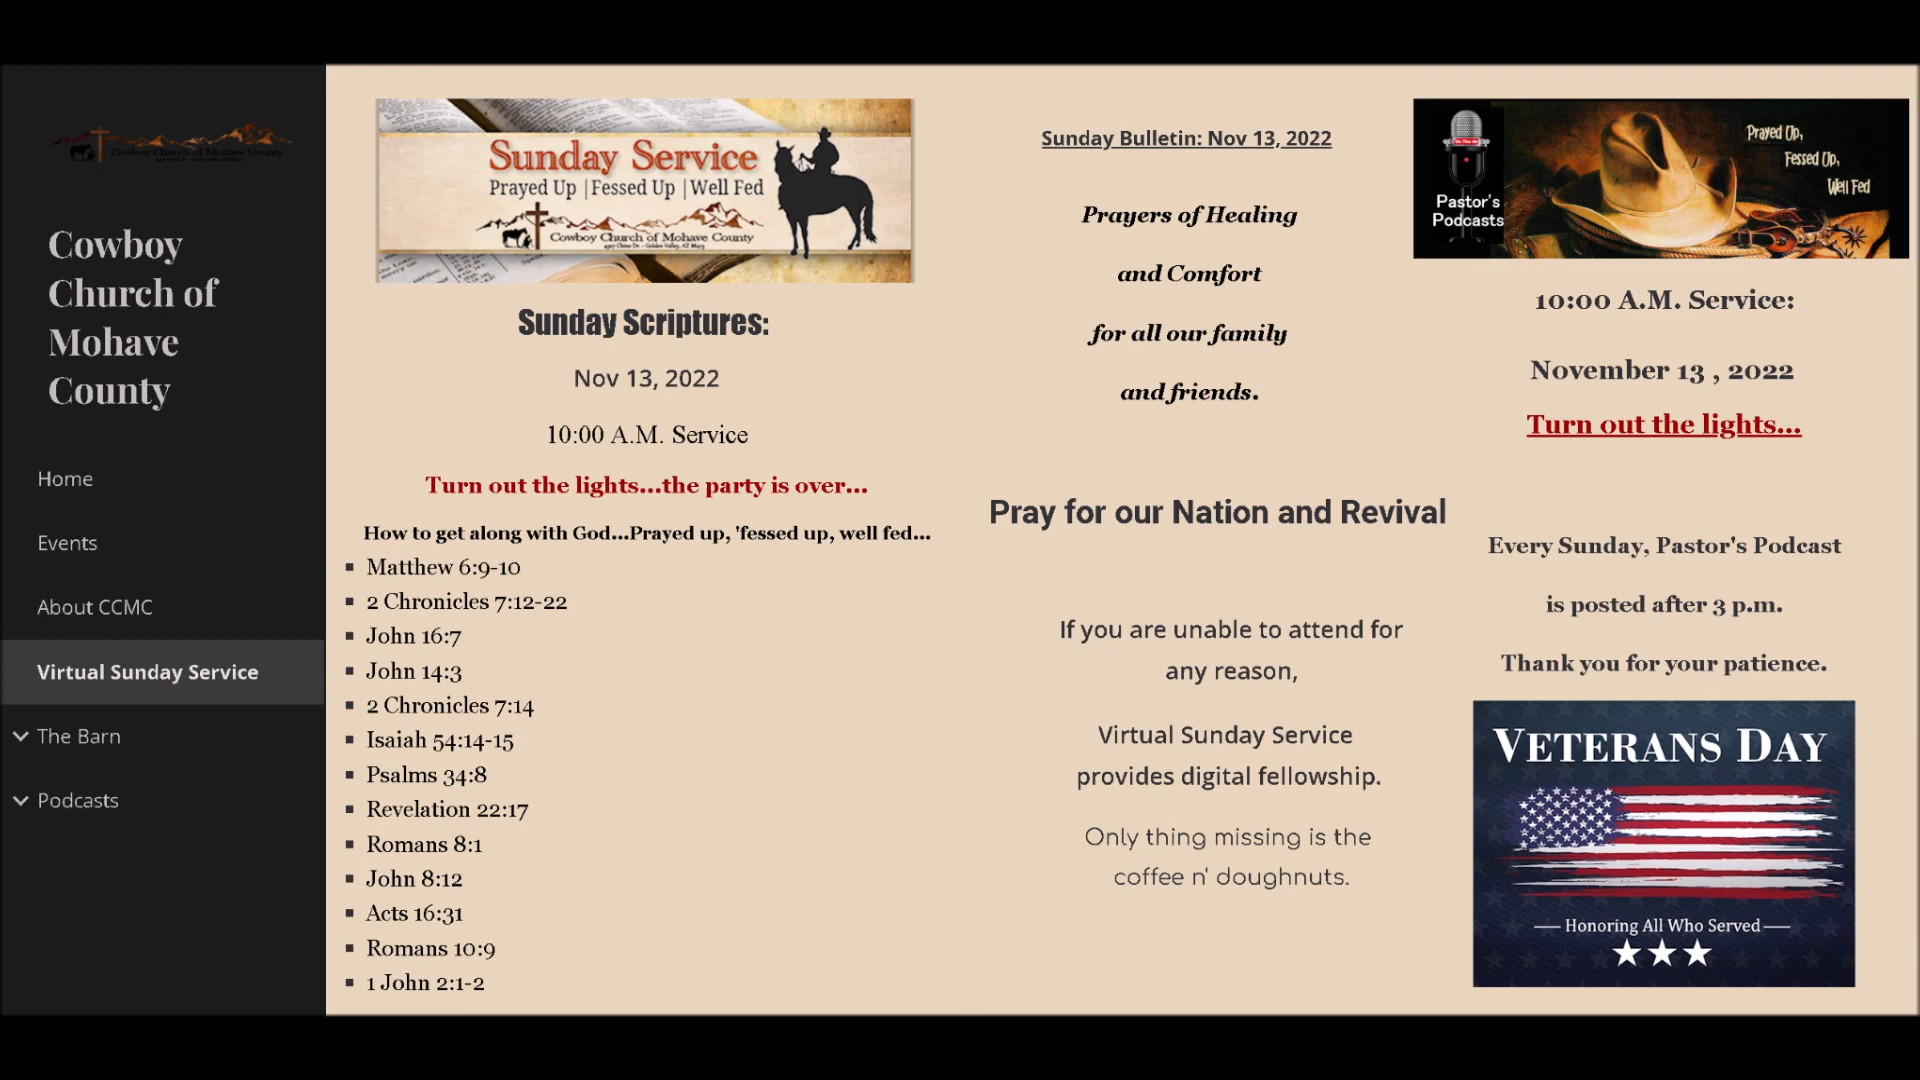 Cowboy Church of Mohave County
Cowboy
Church of
Mohave
County
Home
Events
About CCMC
Virtual Sunday Service
The Barn
Podcasts
Sunday Service
Prayed Up | Fessed Up | Well Fed
Cowboy Church of Mohave County
Sunday Scriptures:
Nov 13, 2022
10:00 A.M. Service
Turn out the lights...the party is over...
How to get along with God...Prayed up, 'fessed up, well fed...
Matthew 6:9-10
2 Chronicles 7:12-22
John 16:7
John 14:3
2 Chronicles 7:14
Isaiah 54:14-15
Psalms 34:8
Revelation 22:17
Romans 8:1
John 8:12
Acts 16:31
Romans 10:9
1 John 2:1-2
Sunday Bulletin: Nov 13, 2022
Prayers of Healing
and Comfort
for all our family
and friends.
Pray for our Nation and Revival
If you are unable to attend for
any reason,
Virtual Sunday Service
provides digital fellowship.
Only thing missing is the
coffee n' doughnuts.
Pastor's
Podcasts
Prayed Up,
Fessed Up,
Well Fed
10:00 A.M. Service:
November 13 , 2022
Turn out the lights...
Every Sunday, Pastor's Podcast
is posted after 3 p.m.
Thank you for your patience.
VETERANS DAY
Honoring All Who Served